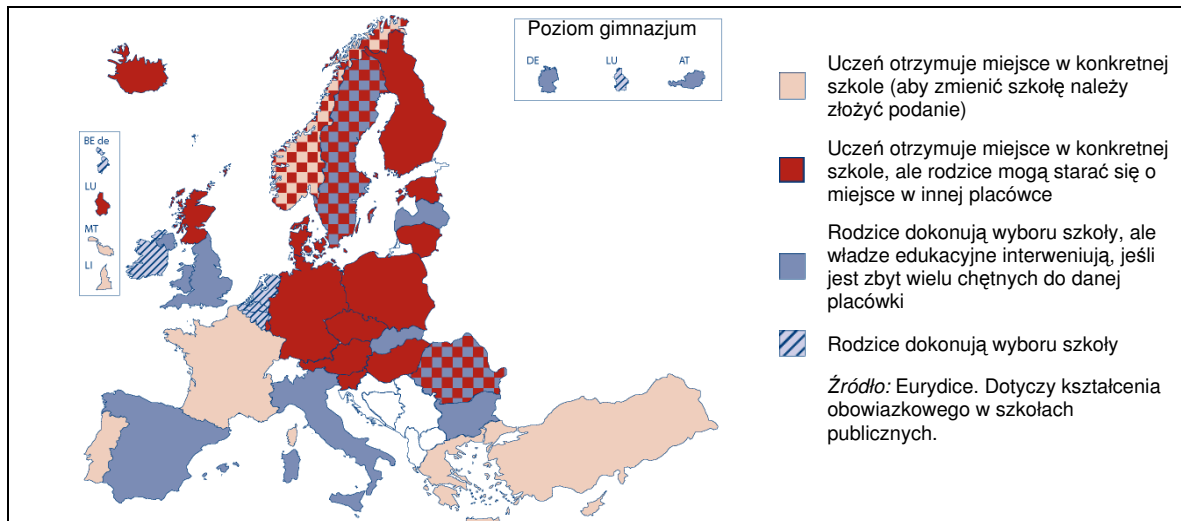 Poziom gimnazjum
DE
LU
AT
BE de
LU
MT
LI
Uczeń otrzymuje miejsce w konkretnej
szkole (aby zmienić szkołę należy
złożyć podanie)
Uczeń otrzymuje miejsce w konkretnej
szkole, ale rodzice mogą starać się o
miejsce w innej placówce
Rodzice dokonują wyboru szkoły, ale
władze edukacyjne interweniują, jeśli
jest zbyt wielu chętnych do danej
placówki
Rodzice dokonują wyboru szkoły
Źródło: Eurydice. Dotyczy kształcenia
obowiazkowego w szkołach
publicznych.